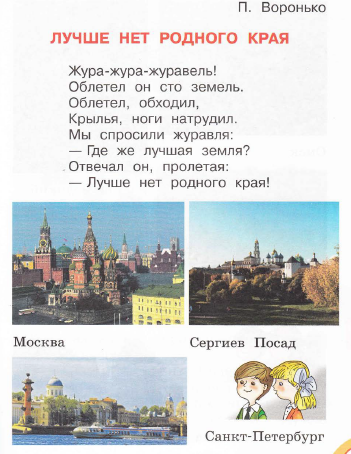 П. Воронько
ЛУЧШЕ НЕТ РОДНОГО КРАЯ
Жура-жура-журавель!
Облетел он сто земель.
Облетел, обходил,
Крылья, ноги натрудил.
Мы спросили журавля:
— Где же лучшая земля?
Отвечал он, пролетая:
— Лучше нет родного края!
Москва
Сергиев Посад
Санкт-Петербург